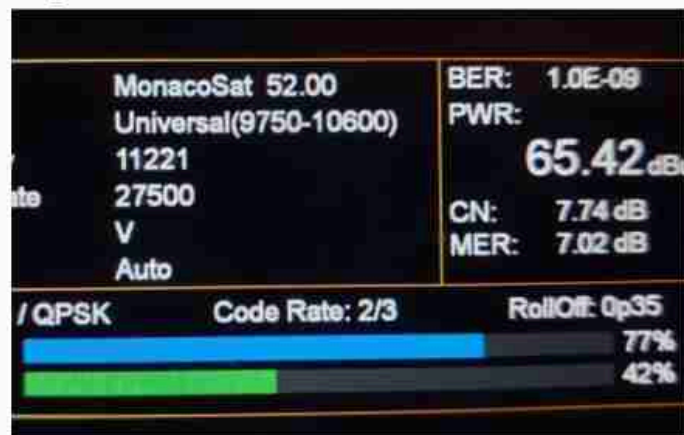 MonacoSat 52.00
Universal(9750-10600)
11221
27500
V
Auto
BER: 1.0E-09
PWR:
65.42
CN: 7.74 dB
MER: 7.02 dB
/ QPSK Code Rate: 2/3 RollOff: 0p35
77%
42%